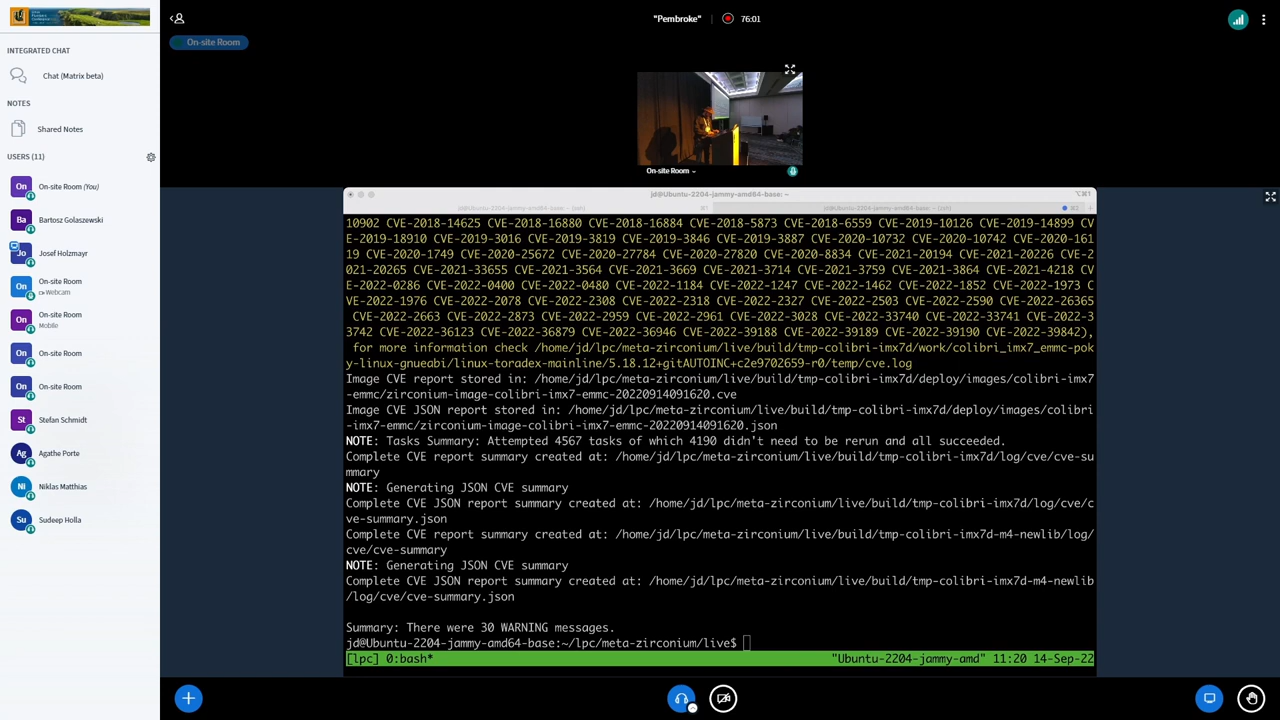 "Pembroke"
76:01
On-site Room
INTEGRATED CHAT
Chat (Matrix beta)
NOTES
Shared Notes
USERS (11)
On
On-site Room (You)
Ba
Bartosz Golaszewski
Jo
Josef Holzmayr
On
On-site Room
Webcam
On
On-site Room
Mobile
On
On-site Room
On
On-site Room
St
Stefan Schmidt
Ag
Agathe Porte
Ni
Niklas Matthias
Su
Sudeep Holla
On-site Room
jd@Ubuntu-2204-jammy-amd64-base: ~
10902 CVE-2018-14625 CVE-2018-16880 CVE-2018-16884 CVE-2018-5873 CVE-2018-6559 CVE-2019-10126 CVE-2019-14899 CV
E-2019-18910 CVE-2019-3016 CVE-2019-3819 CVE-2019-3846 CVE-2019-3887 CVE-2020-10732 CVE-2020-10742 CVE-2020-161
19 CVE-2020-1749 CVE-2020-25672 CVE-2020-27784 CVE-2020-27820 CVE-2020-8834 CVE-2021-20194 CVE-2021-20226 CVE-2
021-20265 CVE-2021-33655 CVE-2021-3564 CVE-2021-3669 CVE-2021-3714 CVE-2021-3759 CVE-2021-3864 CVE-2021-4218 CV
E-2022-0286 CVE-2022-0400 CVE-2022-0480 CVE-2022-1184 CVE-2022-1247 CVE-2022-1462 CVE-2022-1852 CVE-2022-1973 C
VE-2022-1976 CVE-2022-2078 CVE-2022-2308 CVE-2022-2318 CVE-2022-2327 CVE-2022-2503 CVE-2022-2590 CVE-2022-26365
CVE-2022-2663 CVE-2022-2873 CVE-2022-2959 CVE-2022-2961 CVE-2022-3028 CVE-2022-33740 CVE-2022-33741 CVE-2022-3
3742 CVE-2022-36123 CVE-2022-36879 CVE-2022-36946 CVE-2022-39188 CVE-2022-39189 CVE-2022-39190 CVE-2022-39842),
for more information check /home/jd/lpc/meta-zirconium/live/build/tmp-colibri-imx7d/work/colibri_imx7_emmc-pok
y-linux-gnueabi/linux-toradex-mainline/5.18.12+gitAUTOINC+c2e9702659-r0/temp/cve.log
Image CVE report stored in: /home/jd/lpc/meta-zirconium/live/build/tmp-colibri-imx7d/deploy/images/colibri-imx7
-emmc/zirconium-image-colibri-imx7-emmc-20220914091620.cve
Image CVE JSON report stored in: /home/jd/lpc/meta-zirconium/live/build/tmp-colibri-imx7d/deploy/images/colibri
-imx7-emmc/zirconium-image-colibri-imx7-emmc-20220914091620.json
NOTE: Tasks Summary: Attempted 4567 tasks of which 4190 didn't need to be rerun and all succeeded.
Complete CVE report summary created at: /home/jd/lpc/meta-zirconium/live/build/tmp-colibri-imx7d/log/cve/cve-su
mmary
NOTE: Generating JSON CVE summary
Complete CVE JSON report summary created at: /home/jd/lpc/meta-zirconium/live/build/tmp-colibri-imx7d/log/cve/c
ve-summary.json
Complete CVE report summary created at: /home/jd/lpc/meta-zirconium/live/build/tmp-colibri-imx7d-m4-newlib/log/
cve/cve-summary
NOTE: Generating JSON CVE summary
Complete CVE JSON report summary created at: /home/jd/lpc/meta-zirconium/live/build/tmp-colibri-imx7d-m4-newlib
/log/cve/cve-summary.json
Summary: There were 30 WARNING messages.
jd@Ubuntu-2204-jammy-amd64-base:~/lpc/meta-zirconium/live$
[lpc] 0:bash* "Ubuntu-2204-jammy-amd" 11:20 14-Sep-22